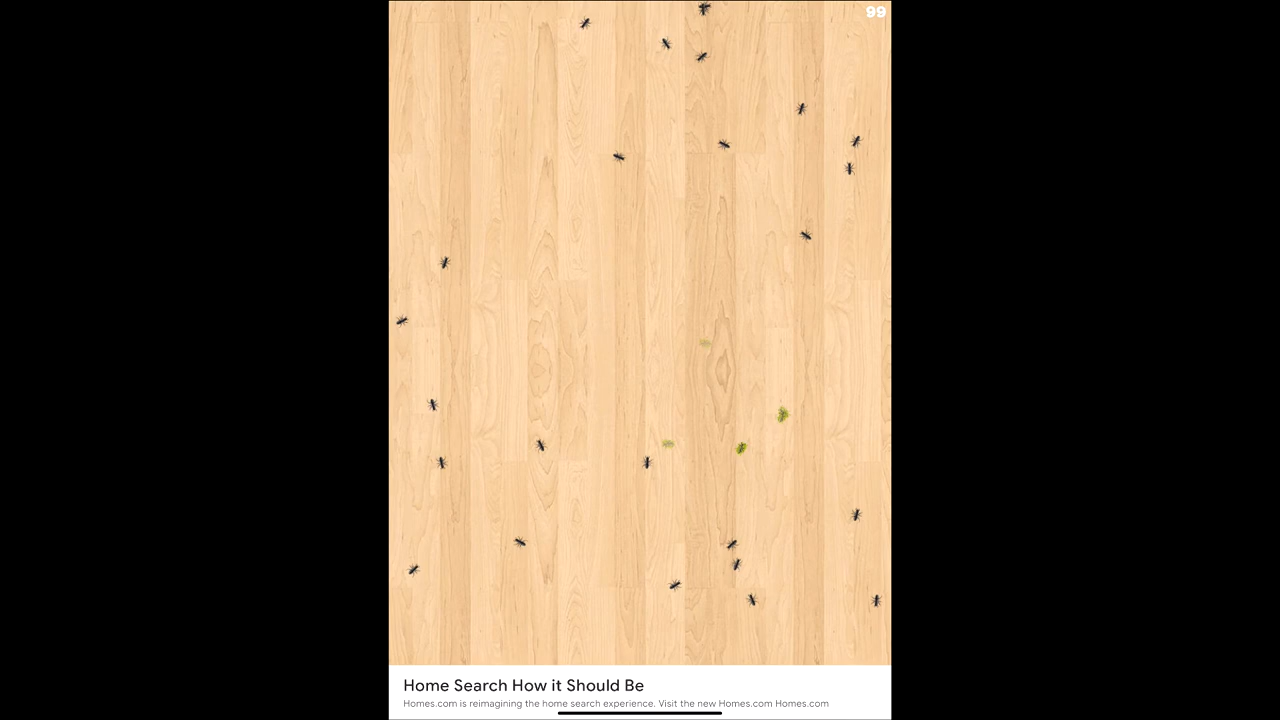 99
Home Search How it Should Be
Homes.com is reimagining the home search experience. Visit the new Homes.com Homes.com